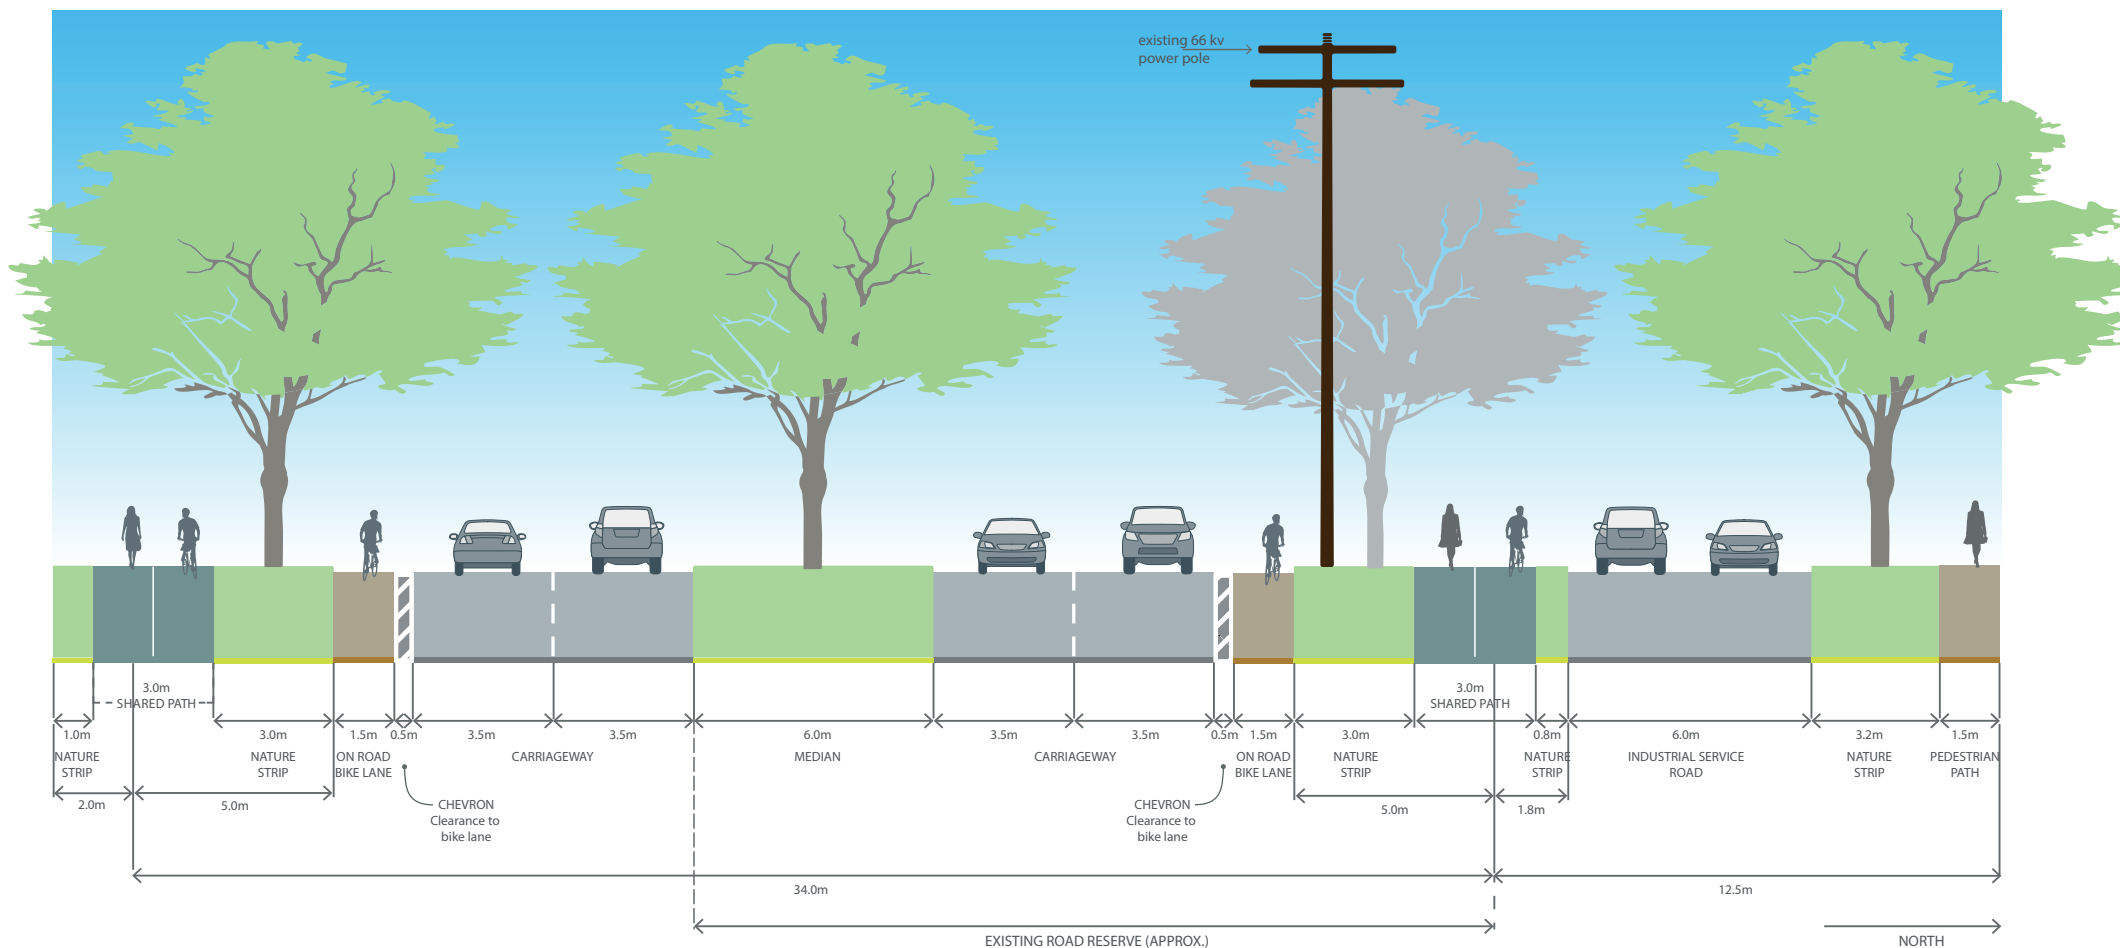 existing 66 kv
power pole
3.0m
SHARED PATH
3.0m
SHARED PATH
1.0m
3.0m
1.5m
0.5m
3.5m
3.5m
6.0m
3.5m
3.5m
0.5m
1.5m
3.0m
0.8m
6.0m
3.2m
1.5m
NATURE
STRIP
NATURE
STRIP
ON ROAD
BIKE LANE
CARRIAGEWAY
MEDIAN
CARRIAGEWAY
ON ROAD
BIKE LANE
NATURE
STRIP
NATURE
STRIP
INDUSTRIAL SERVICE
ROAD
NATURE
STRIP
PEDESTRIAN
PATH
2.0m
5.0m
CHEVRON
Clearance to
bike lane
CHEVRON
Clearance to
bike lane
5.0m
1.8m
34.0m
12.5m
EXISTING ROAD RESERVE (APPROX.)
NORTH